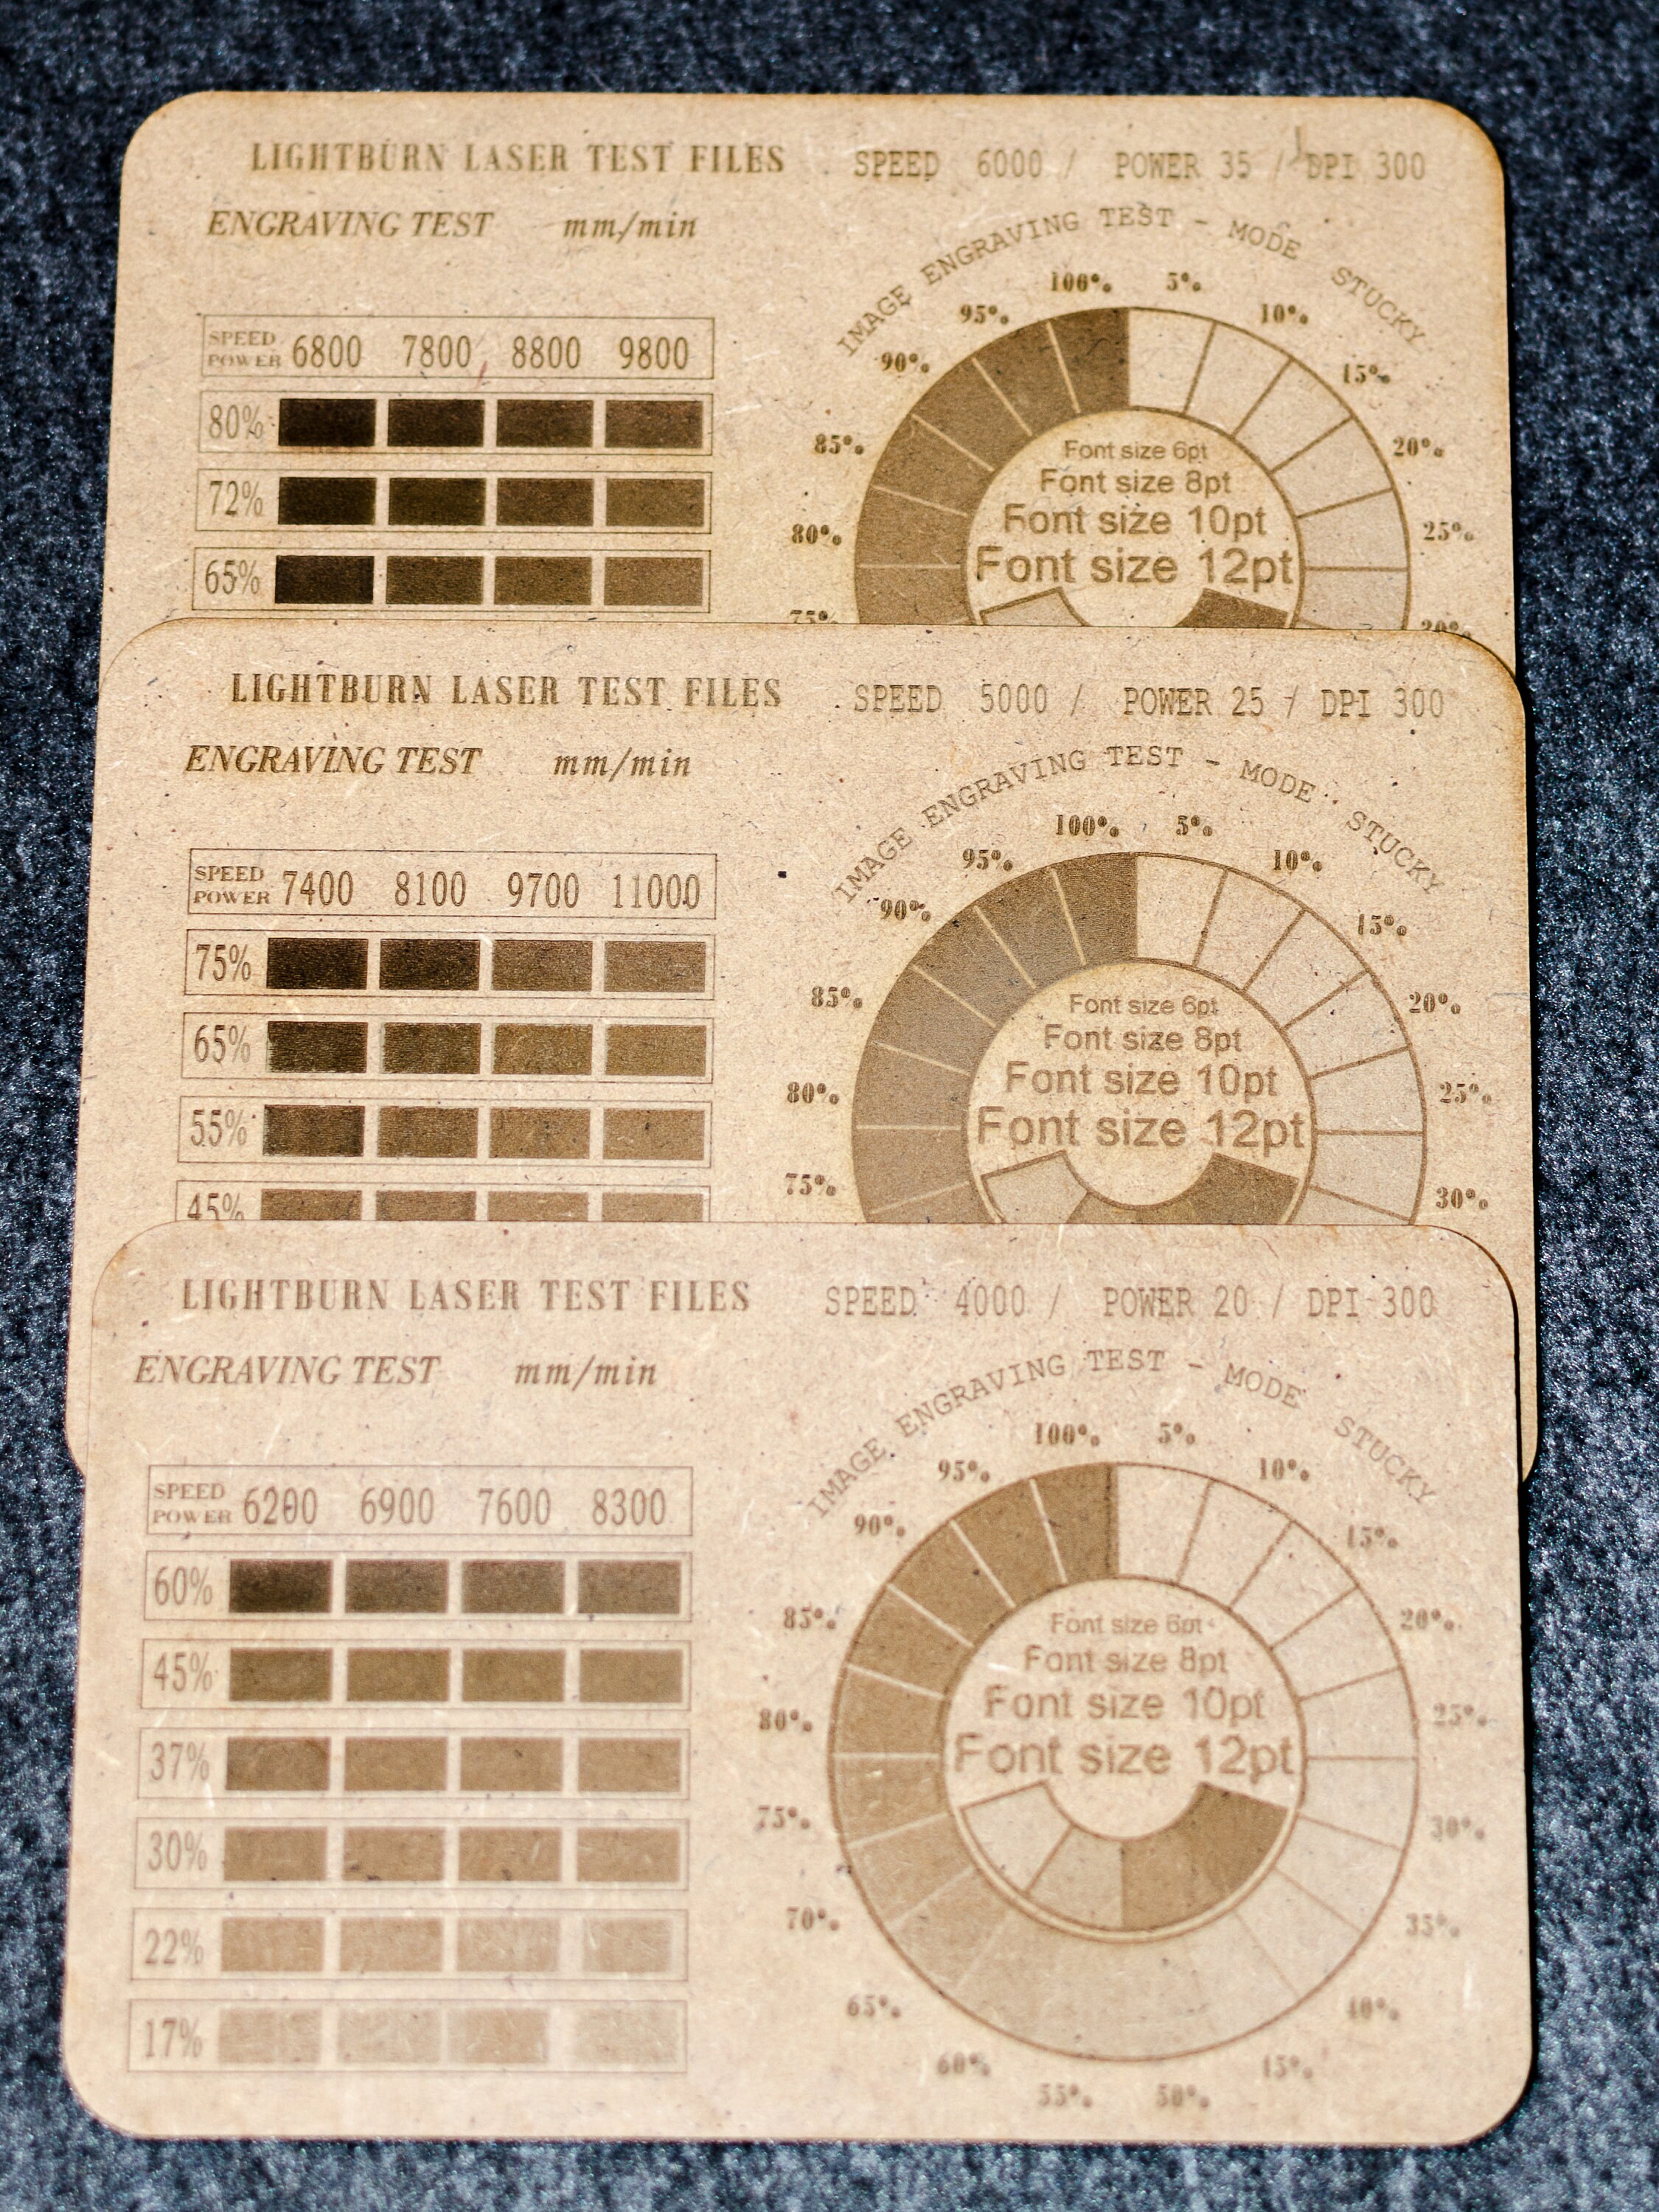 LIGHTBURN LASER TEST FILES
SPEED 6000 / POWER 35 / DPI 300
ENGRAVING TEST mm/min
IMAGE ENGRAVING TEST - MODE STUCKY
SPEED
POWER
6800 7800 8800 9800
80%
72%
65%
100%
5%
95%
10%
90%
15%
85%
20%
80%
25%
75%
Font size 6pt
Font size 8pt
Font size 10pt
Font size 12pt
LIGHTBURN LASER TEST FILES
SPEED 5000 / POWER 25 / DPI 300
ENGRAVING TEST mm/min
IMAGE ENGRAVING TEST - MODE STUCKY
SPEED
POWER
7400 8100 9700 11000
75%
65%
55%
45%
100%
5%
95%
10%
90%
15%
85%
20%
80%
25%
75%
30%
Font size 6pt
Font size 8pt
Font size 10pt
Font size 12pt
LIGHTBURN LASER TEST FILES
SPEED 4000 / POWER 20 / DPI 300
ENGRAVING TEST mm/min
IMAGE ENGRAVING TEST - MODE STUCKY
SPEED
POWER
6200 6900 7600 8300
60%
45%
37%
30%
22%
17%
100%
5%
95%
10%
90%
15%
85%
20%
80%
25%
75%
30%
70%
35%
65%
40%
60%
45%
55%
50%
Font size 6pt
Font size 8pt
Font size 10pt
Font size 12pt